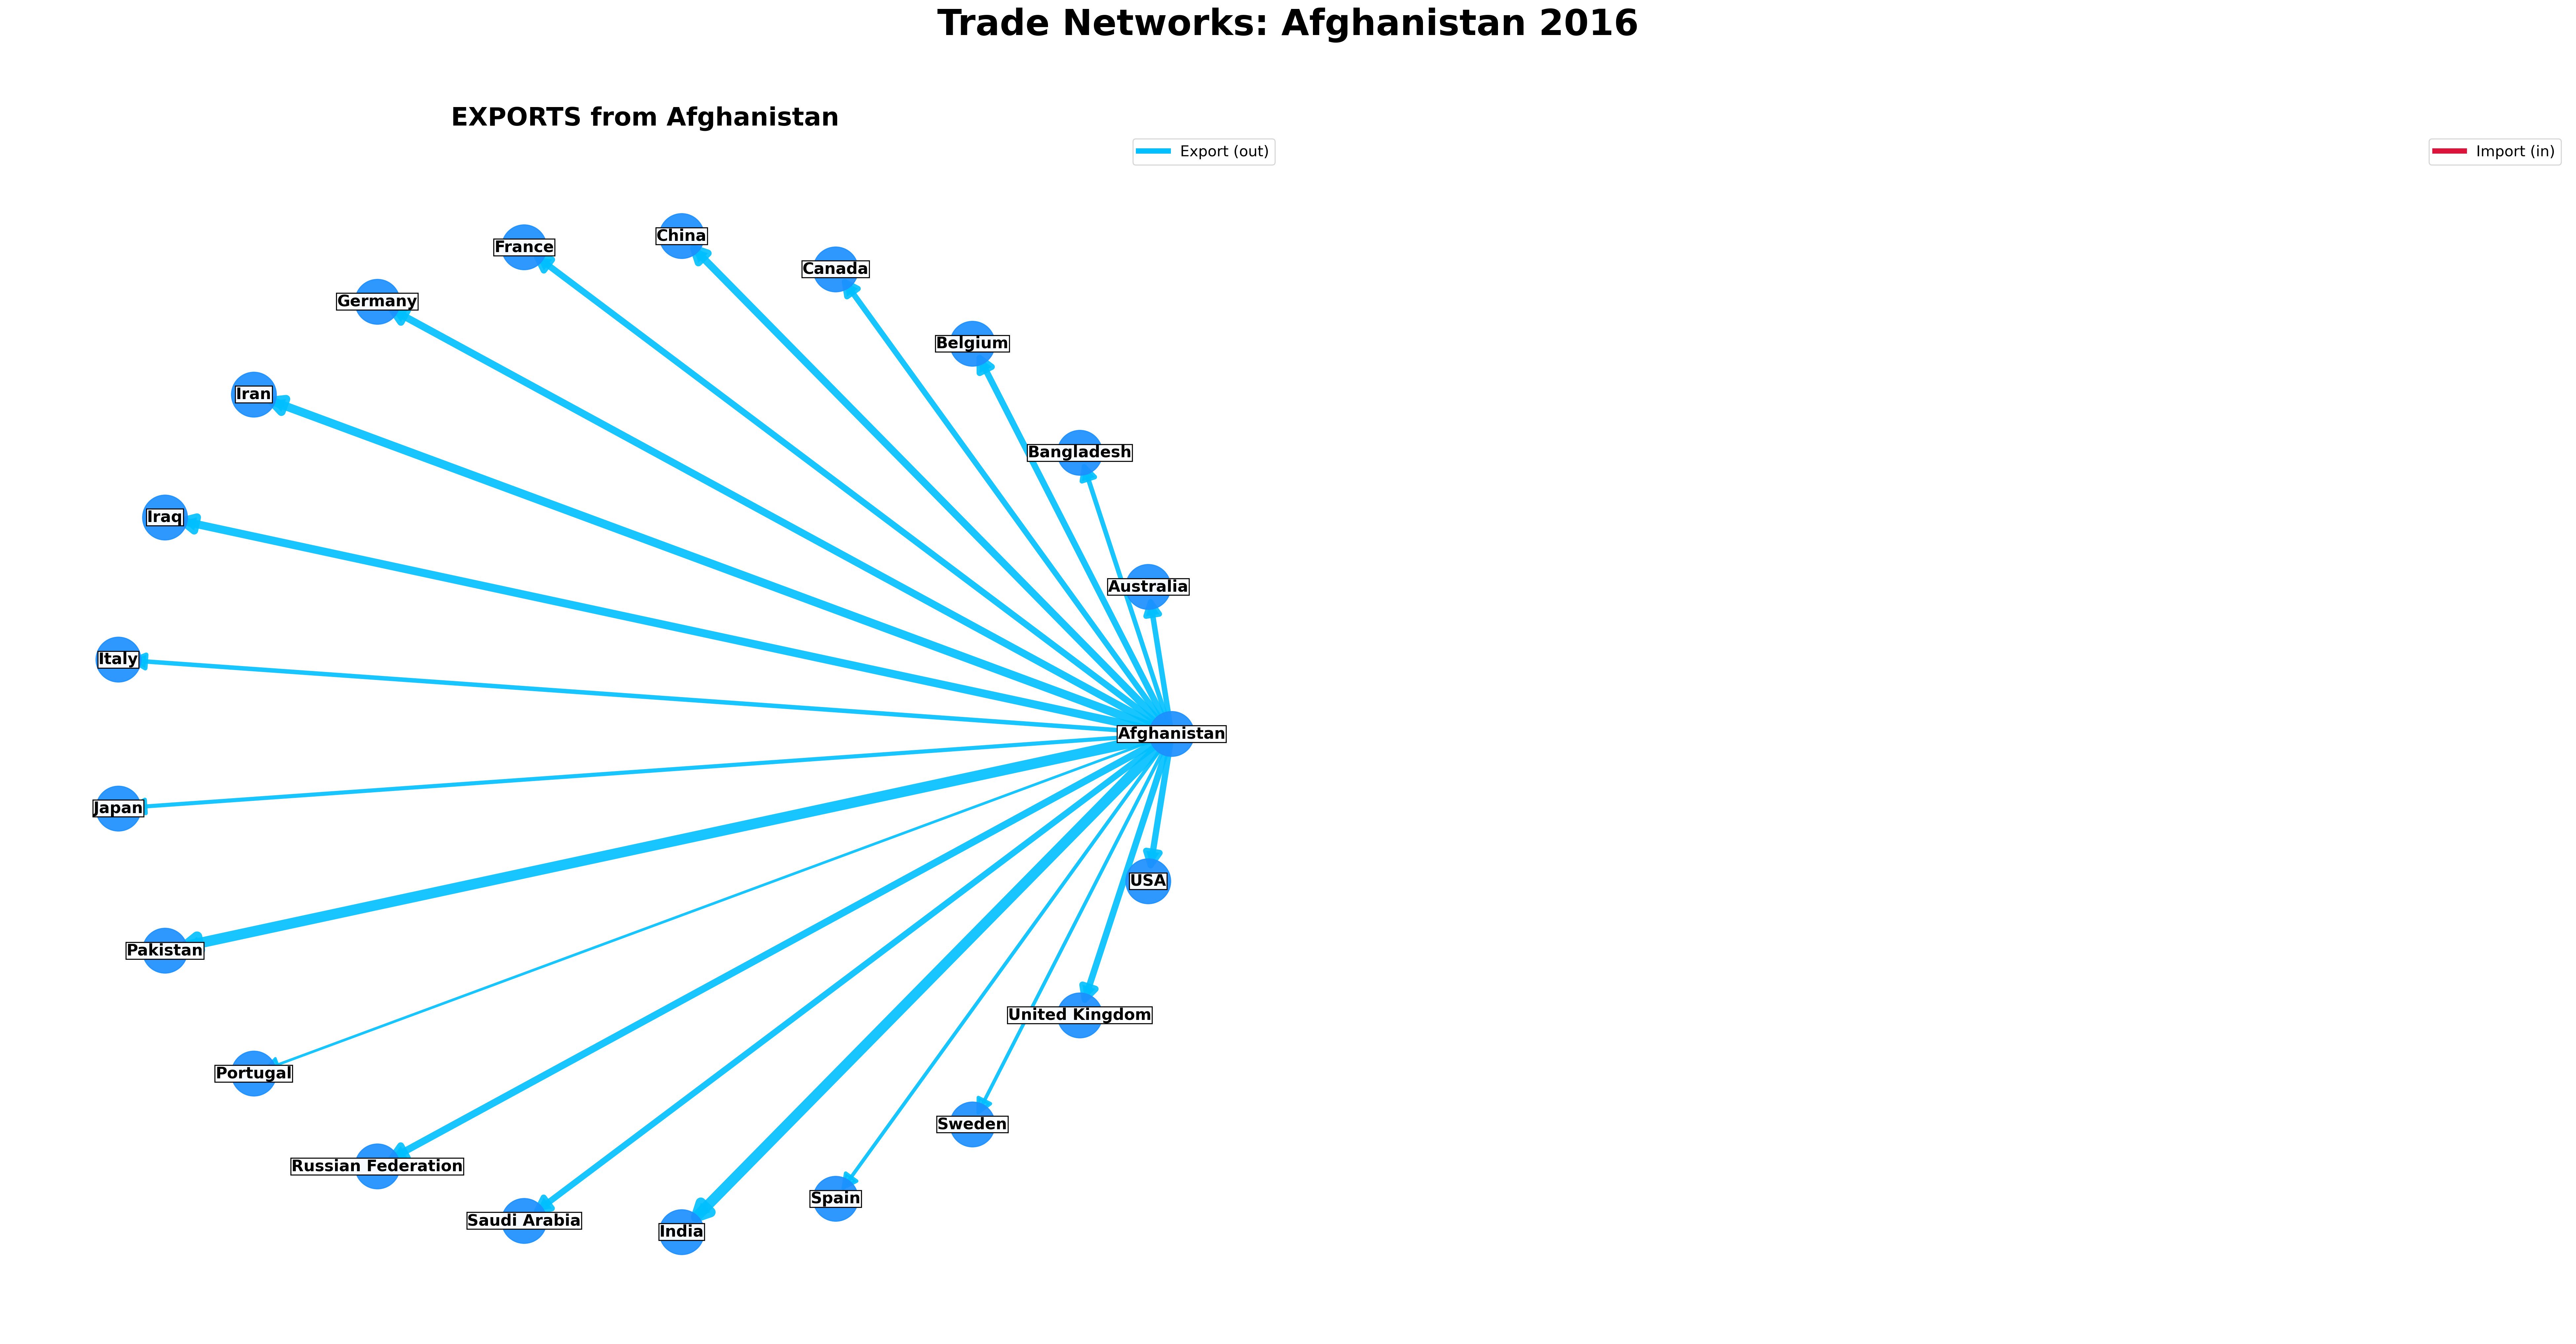 Trade Networks: Afghanistan 2016
EXPORTS from Afghanistan
Export (out)
Import (in)
China
France
Canada
Germany
Belgium
Iran
Bangladesh
Iraq
Australia
Italy
Afghanistan
Japan
USA
Pakistan
United Kingdom
Portugal
Sweden
Russian Federation
Spain
Saudi Arabia
India